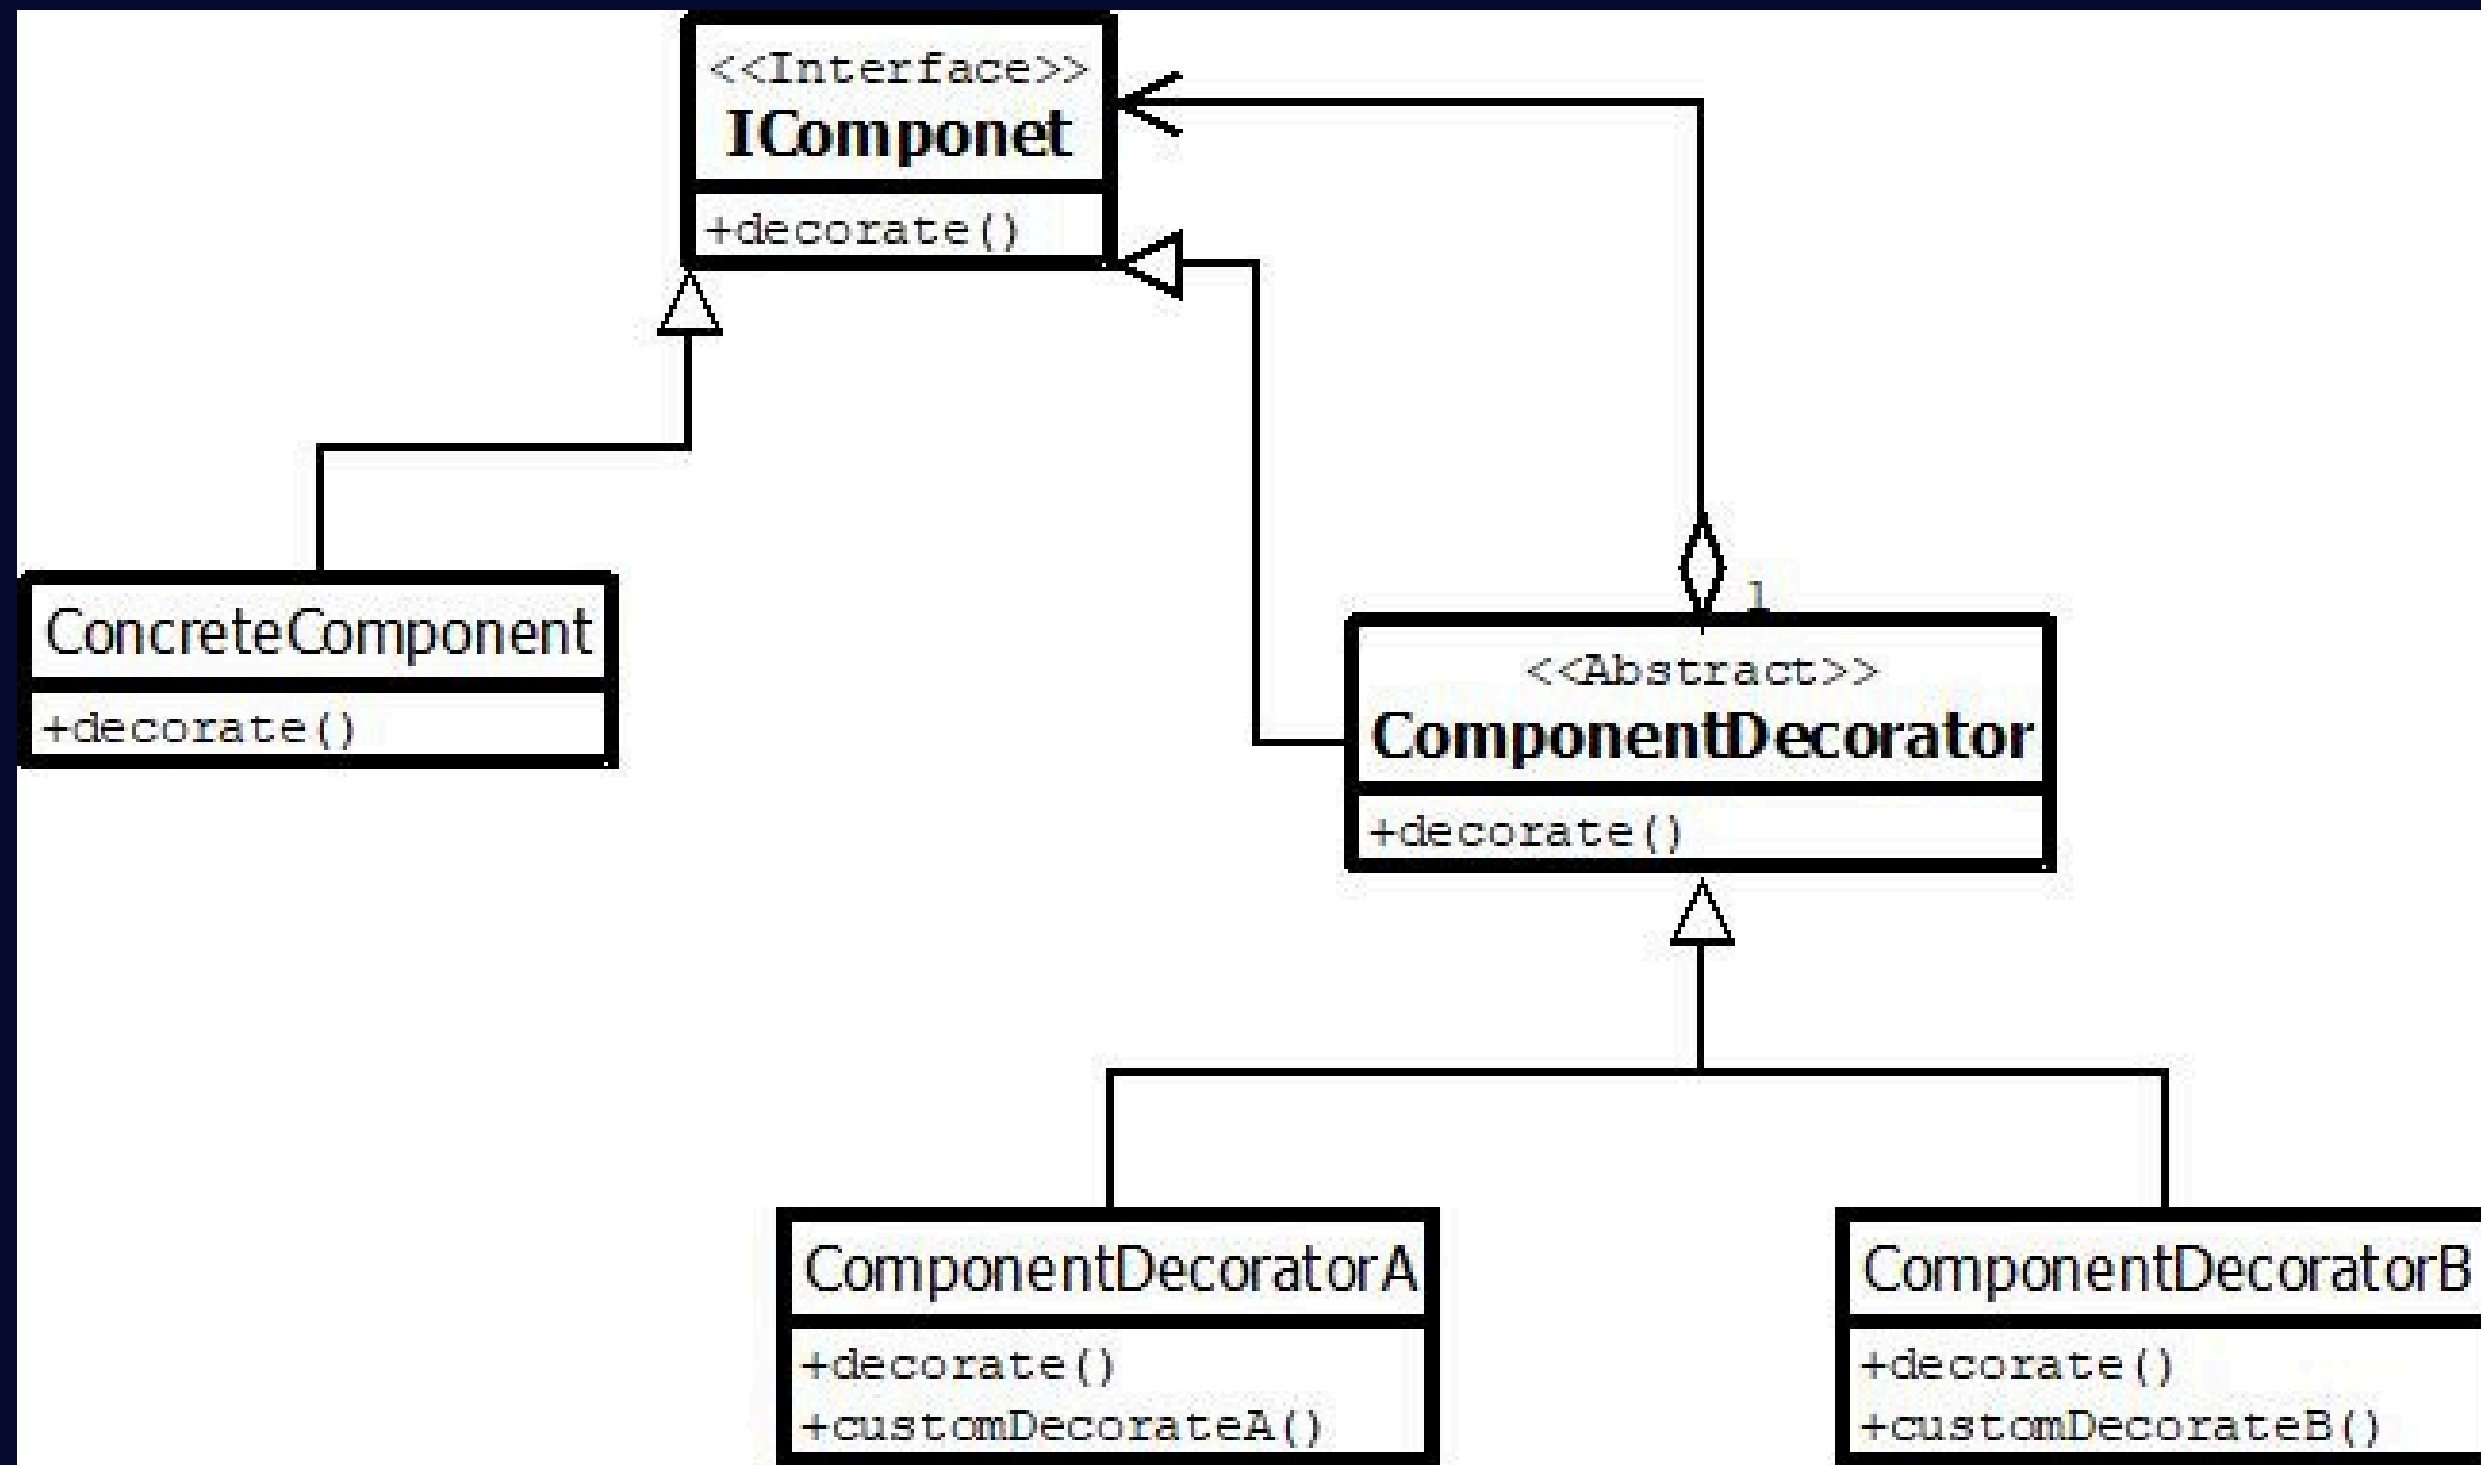 <<Interface>>
IComponet
+decorate()
ConcreteComponent
+decorate()
1
<<Abstract>>
ComponentDecorator
+decorate()
ComponentDecoratorA
+decorate()
+customDecorateA()
ComponentDecoratorB
+decorate()
+customDecorateB()